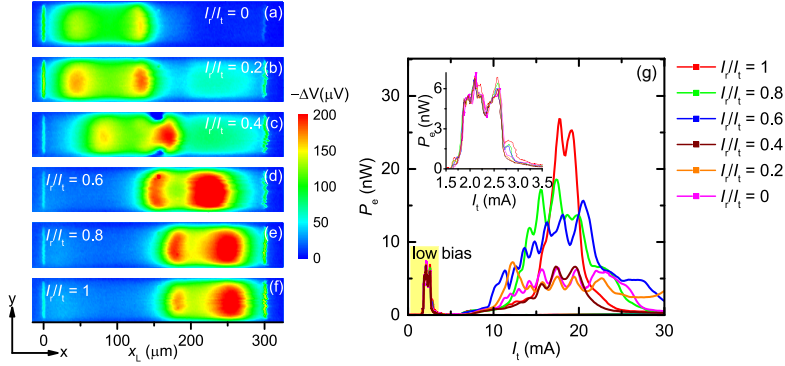 I_r/I_t = 0 (a)
I_r/I_t = 0.2 (b)
I_r/I_t = 0.4 (c)
I_r/I_t = 0.6 (d)
I_r/I_t = 0.8 (e)
I_r/I_t = 1 (f)
−ΔV(μV)
200
150
100
50
0
y
x
0 100 200 300
x_L (μm)
(g)
P_e (nW)
35
30
20
10
0
0 10 20 30
I_t (mA)
low bias
P_e (nW)
6
4
2
0
1.5 2.0 2.5 3.0 3.5
I_t (mA)
I_r/I_t = 1
I_r/I_t = 0.8
I_r/I_t = 0.6
I_r/I_t = 0.4
I_r/I_t = 0.2
I_r/I_t = 0